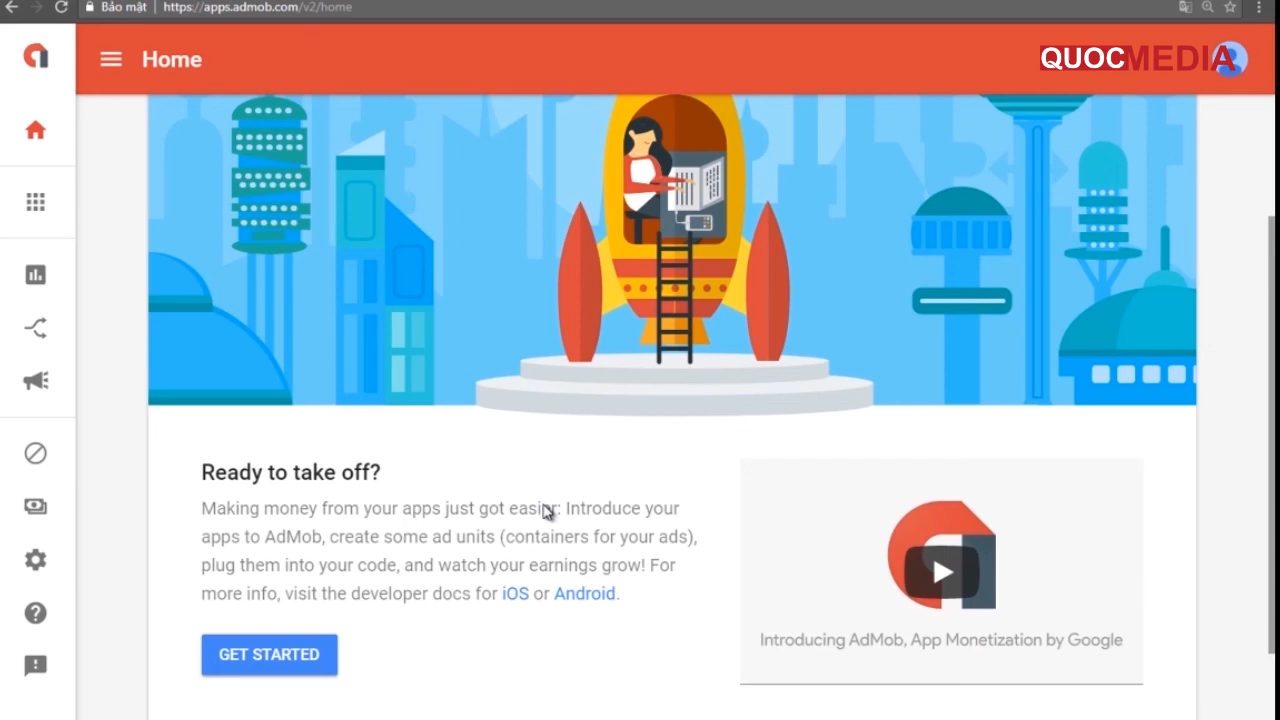 Bảo mật https://apps.admob.com/v2/home
Home
QUOCMEDIA
Ready to take off?
Making money from your apps just got easier: Introduce your
apps to AdMob, create some ad units (containers for your ads),
plug them into your code, and watch your earnings grow! For
more info, visit the developer docs for iOS or Android.
GET STARTED
Introducing AdMob, App Monetization by Google